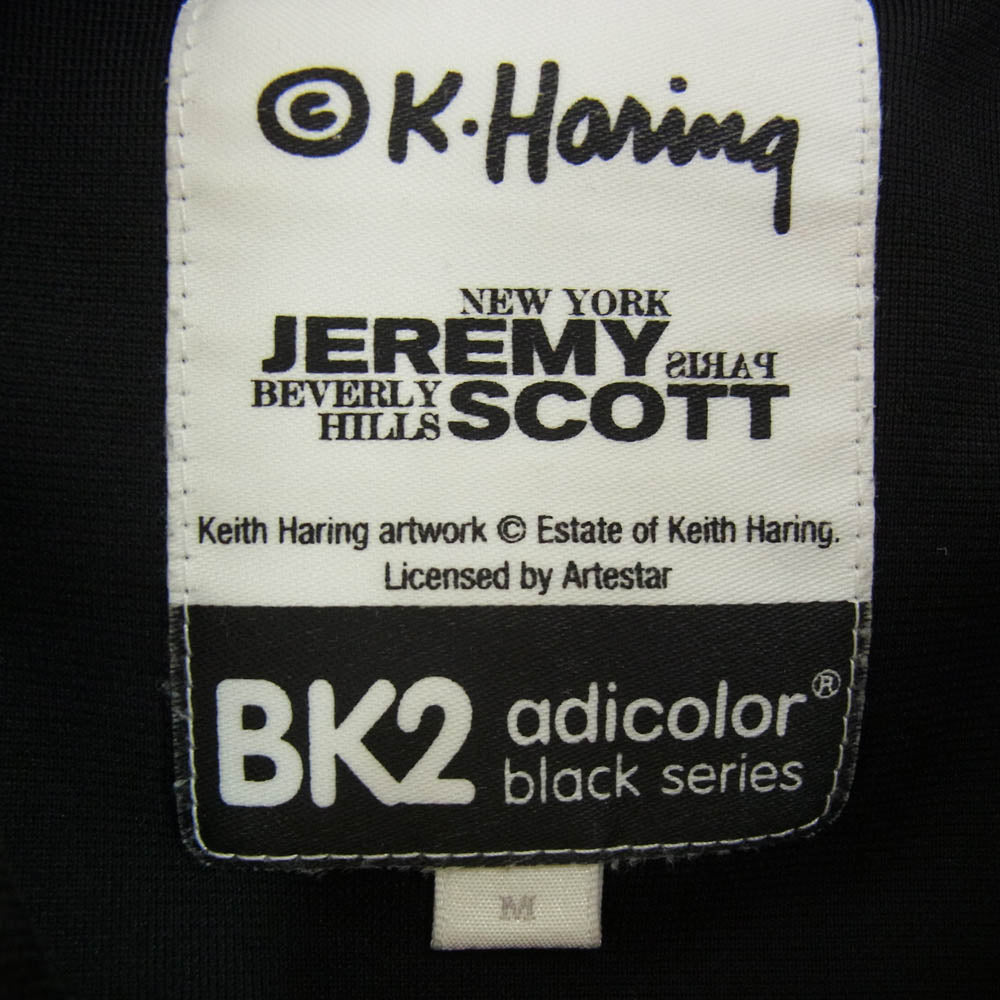 © K·Haring
NEW YORK
JEREMY
PARIS
BEVERLY
SCOTT
HILLS
Keith Haring artwork © Estate of Keith Haring.
Licensed by Artestar
BK2
adicolor®
black series
M